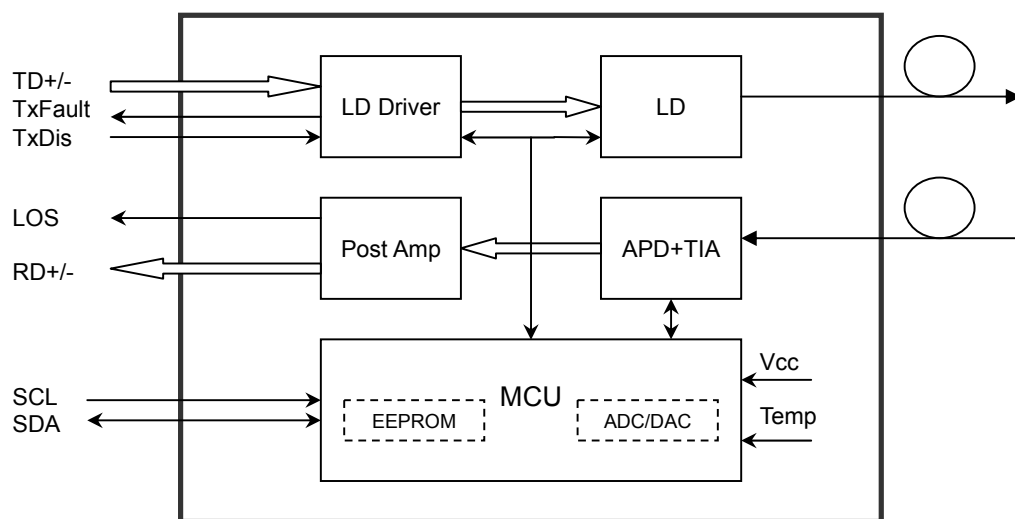 TD+/-
TxFault
TxDis
LD Driver
LD
LOS
RD+/-
Post Amp
APD+TIA
SCL
SDA
MCU
EEPROM
ADC/DAC
Vcc
Temp